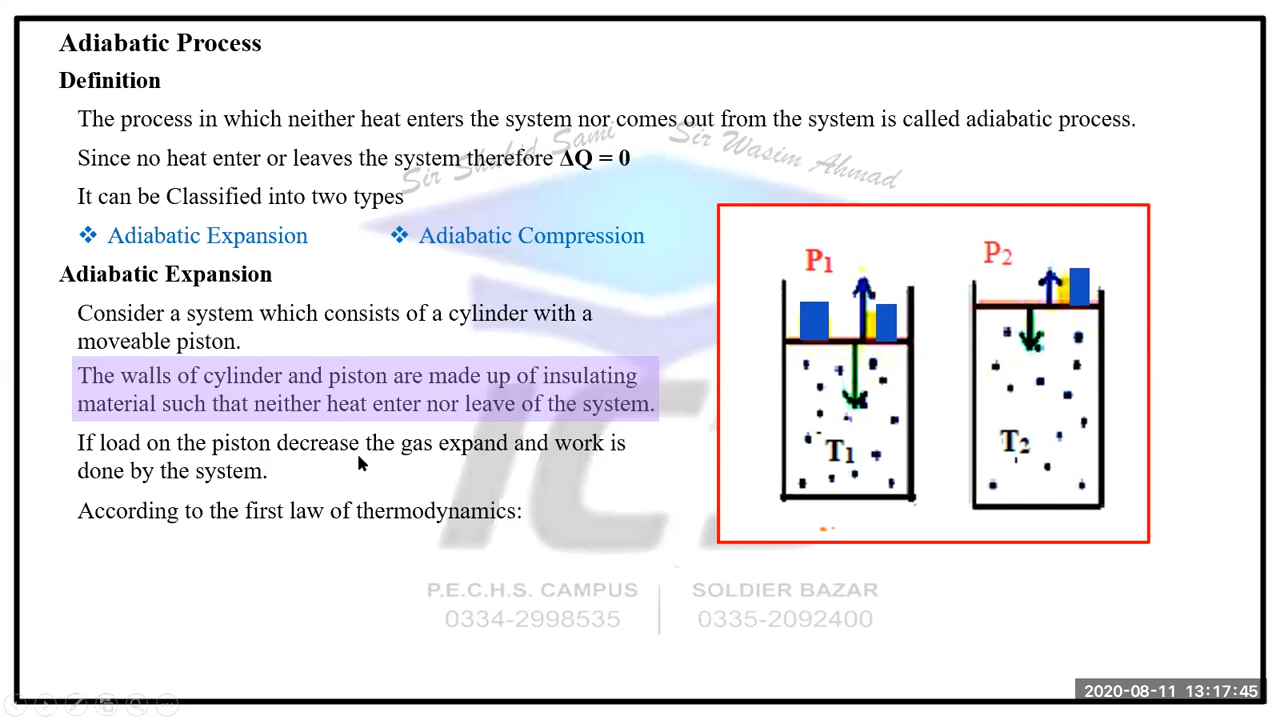 Adiabatic Process
Definition
The process in which neither heat enters the system nor comes out from the system is called adiabatic process.
Sir Shahid Sami Sir Wasim Ahmad
Since no heat enter or leaves the system therefore ΔQ = 0
It can be Classified into two types
❖ Adiabatic Expansion ❖ Adiabatic Compression
Adiabatic Expansion
Consider a system which consists of a cylinder with a
moveable piston.
The walls of cylinder and piston are made up of insulating
material such that neither heat enter nor leave of the system.
If load on the piston decrease the gas expand and work is
done by the system.
According to the first law of thermodynamics:
P1
P2
T1
T2
P.E.C.H.S. CAMPUS
0334-2998535
SOLDIER BAZAR
0335-2092400
2020-08-11 13:17:45